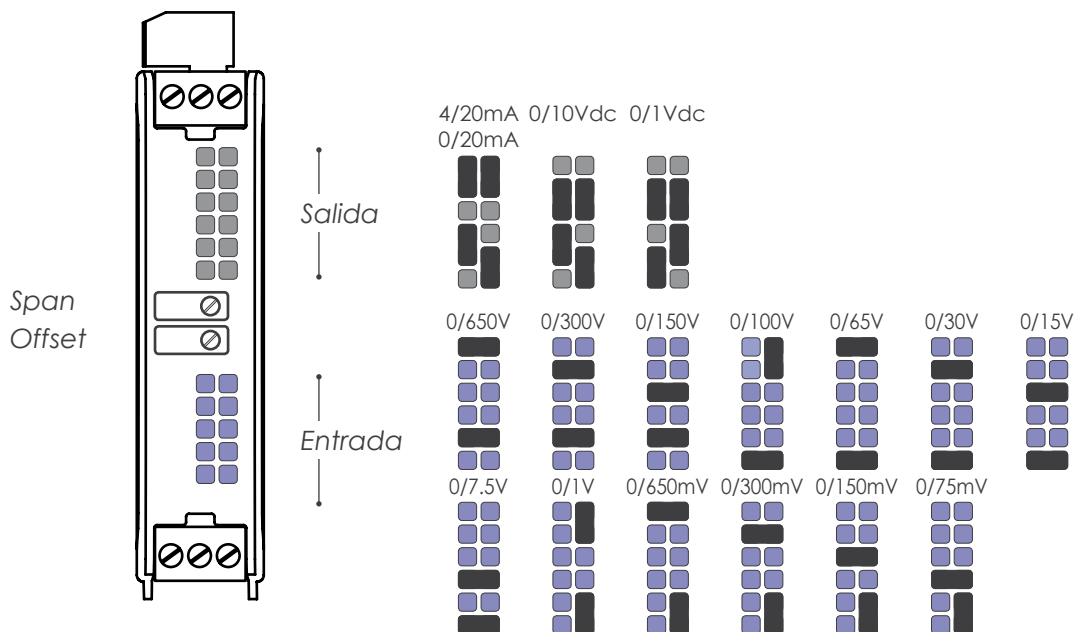 4/20mA 0/10Vdc 0/1Vdc
0/20mA
Salida
Span
Offset
0/650V 0/300V 0/150V 0/100V 0/65V 0/30V 0/15V
Entrada
0/7.5V 0/1V 0/650mV 0/300mV 0/150mV 0/75mV